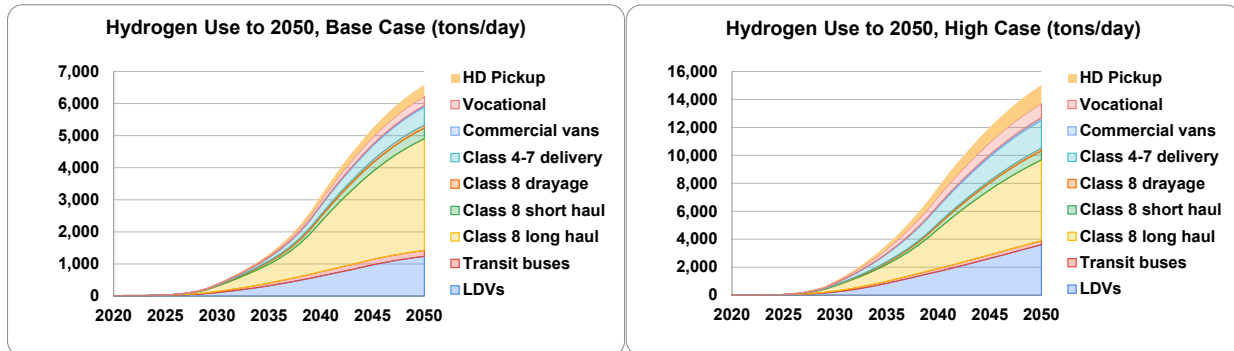 Hydrogen Use to 2050, Base Case (tons/day)
7,000
6,000
5,000
4,000
3,000
2,000
1,000
0
2020 2025 2030 2035 2040 2045 2050
HD Pickup
Vocational
Commercial vans
Class 4-7 delivery
Class 8 drayage
Class 8 short haul
Class 8 long haul
Transit buses
LDVs
Hydrogen Use to 2050, High Case (tons/day)
16,000
14,000
12,000
10,000
8,000
6,000
4,000
2,000
0
2020 2025 2030 2035 2040 2045 2050
HD Pickup
Vocational
Commercial vans
Class 4-7 delivery
Class 8 drayage
Class 8 short haul
Class 8 long haul
Transit buses
LDVs